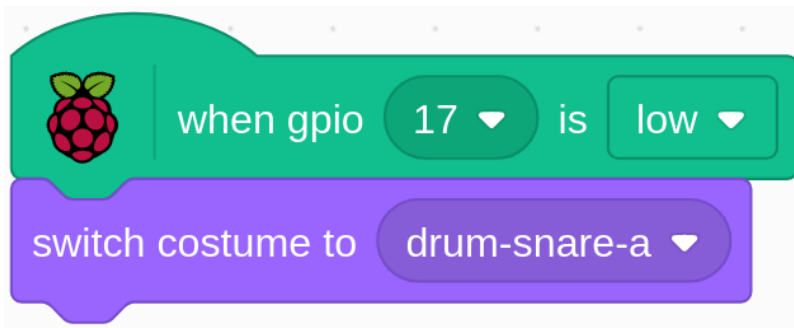 when gpio 17 is low
switch costume to drum-snare-a